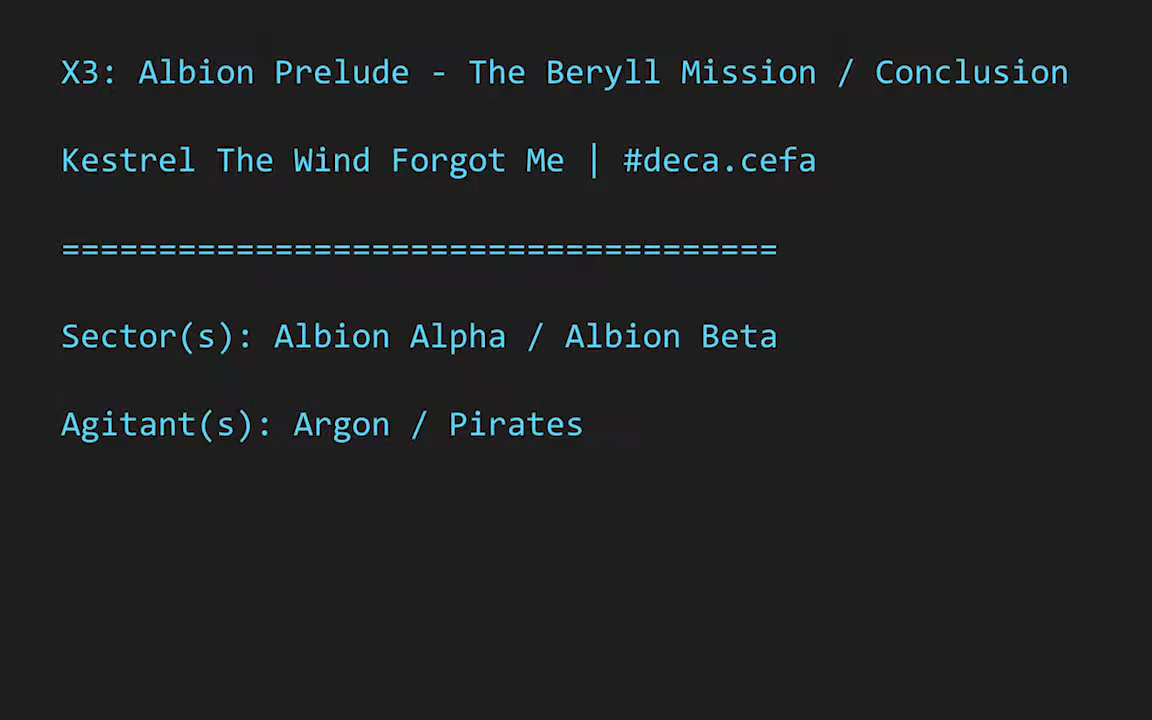 X3: Albion Prelude - The Beryll Mission / Conclusion
Kestrel The Wind Forgot Me | #deca.cefa
=====================================
Sector(s): Albion Alpha / Albion Beta
Agitant(s): Argon / Pirates